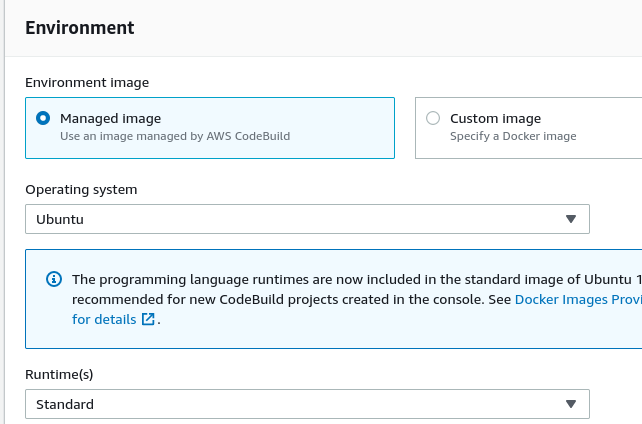 Environment
Environment image
Managed image
Use an image managed by AWS CodeBuild
Custom image
Specify a Docker image
Operating system
Ubuntu
The programming language runtimes are now included in the standard image of Ubuntu 1
recommended for new CodeBuild projects created in the console. See Docker Images Provi
for details .
Runtime(s)
Standard